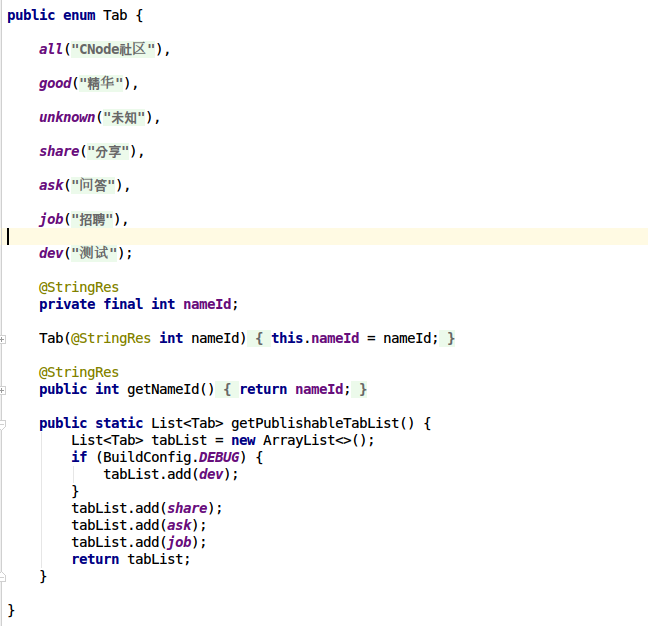 public enum Tab {
all("CNode社区"),
good("精华"),
unknown("未知"),
share("分享"),
ask("问答"),
job("招聘"),
dev("测试");
@StringRes
private final int nameId;
Tab(@StringRes int nameId) { this.nameId = nameId; }
@StringRes
public int getNameId() { return nameId; }
public static List<Tab> getPublishableTabList() {
List<Tab> tabList = new ArrayList<>();
if (BuildConfig.DEBUG) {
tabList.add(dev);
}
tabList.add(share);
tabList.add(ask);
tabList.add(job);
return tabList;
}
}